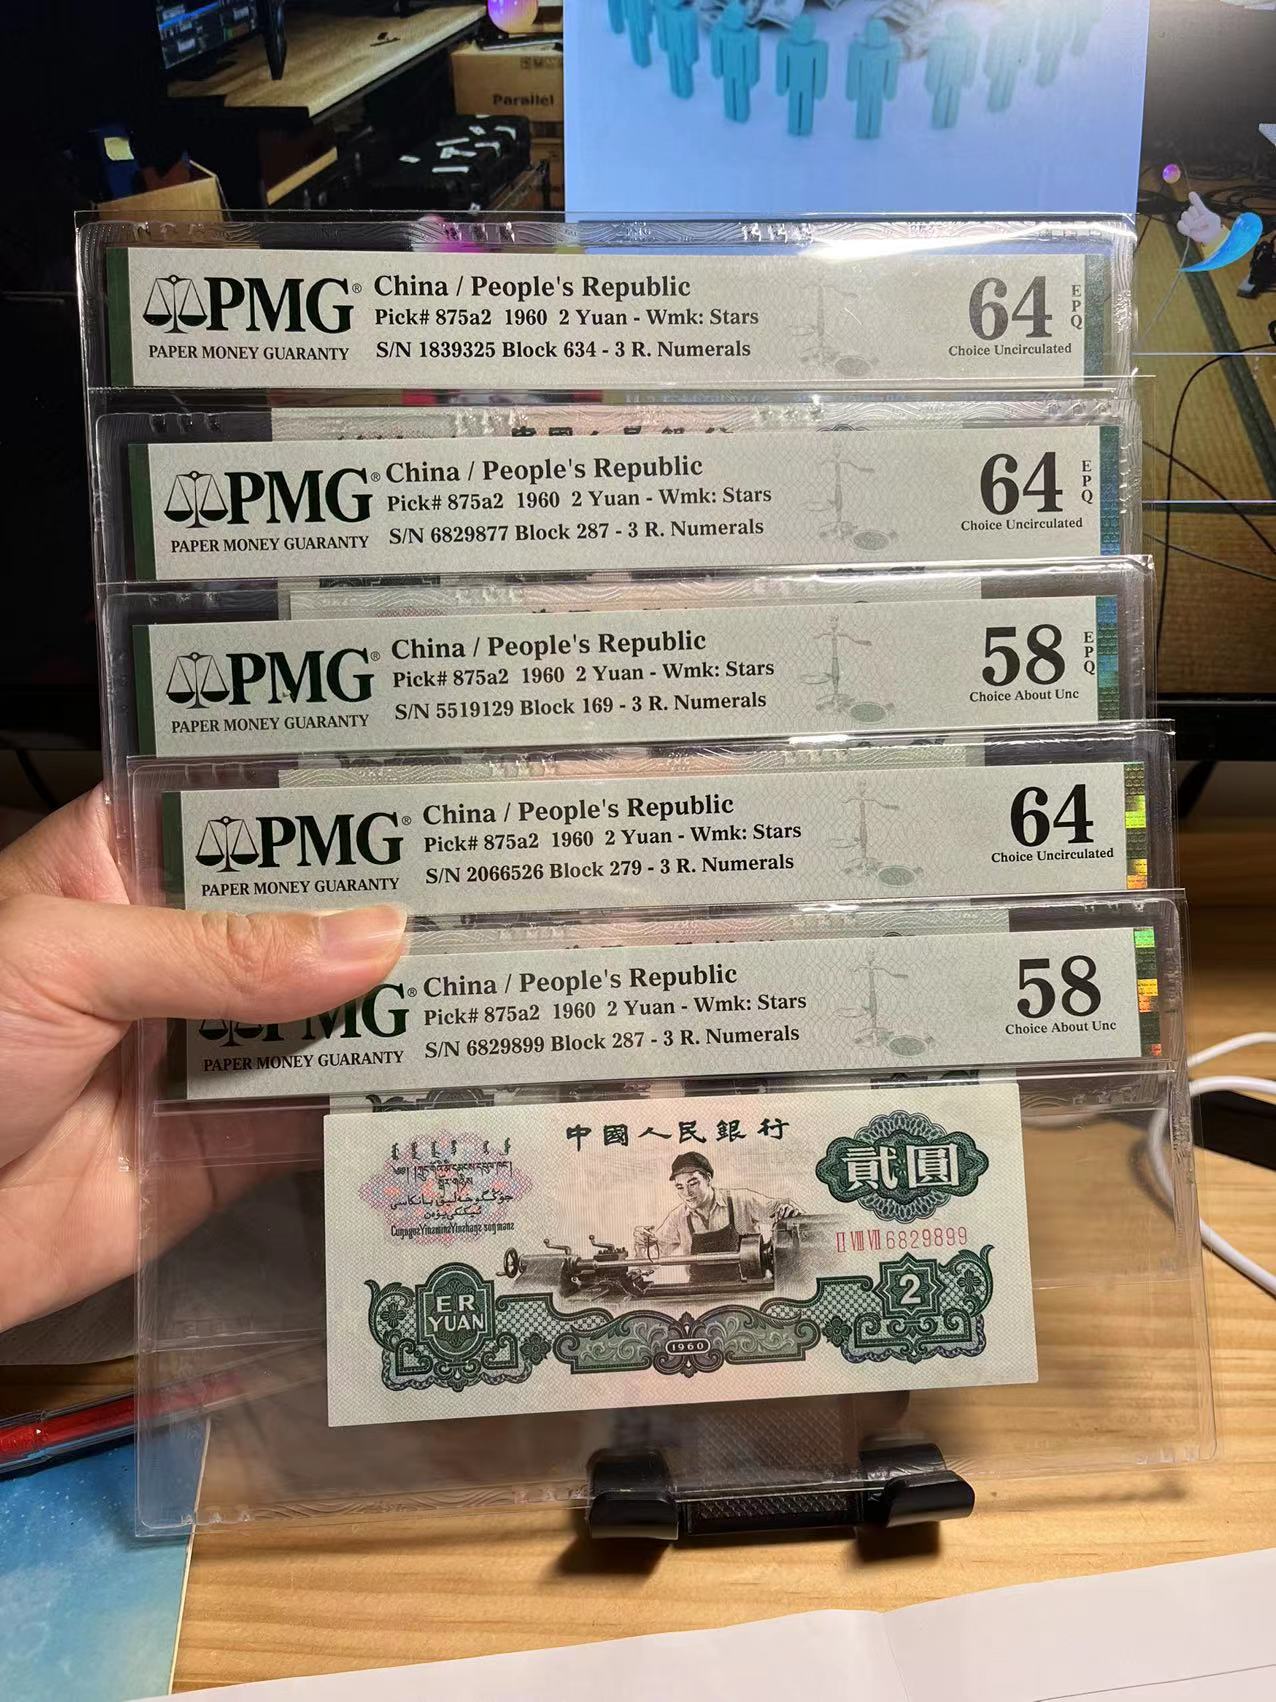 Parallel
PMG®
PAPER MONEY GUARANTY
China / People's Republic
Pick# 875a2 1960 2 Yuan - Wmk: Stars
S/N 1839325 Block 634 - 3 R. Numerals
64 EPQ
Choice Uncirculated
中國人民銀行
PMG®
PAPER MONEY GUARANTY
China / People's Republic
Pick# 875a2 1960 2 Yuan - Wmk: Stars
S/N 6829877 Block 287 - 3 R. Numerals
64 EPQ
Choice Uncirculated
PMG®
PAPER MONEY GUARANTY
China / People's Republic
Pick# 875a2 1960 2 Yuan - Wmk: Stars
S/N 5519129 Block 169 - 3 R. Numerals
58 EPQ
Choice About Unc
PMG®
PAPER MONEY GUARANTY
China / People's Republic
Pick# 875a2 1960 2 Yuan - Wmk: Stars
S/N 2066526 Block 279 - 3 R. Numerals
64
Choice Uncirculated
PMG®
PAPER MONEY GUARANTY
China / People's Republic
Pick# 875a2 1960 2 Yuan - Wmk: Stars
S/N 6829899 Block 287 - 3 R. Numerals
58
Choice About Unc
中國人民銀行
貳圓
II VIII VII 6829899
ER
YUAN
2
1960